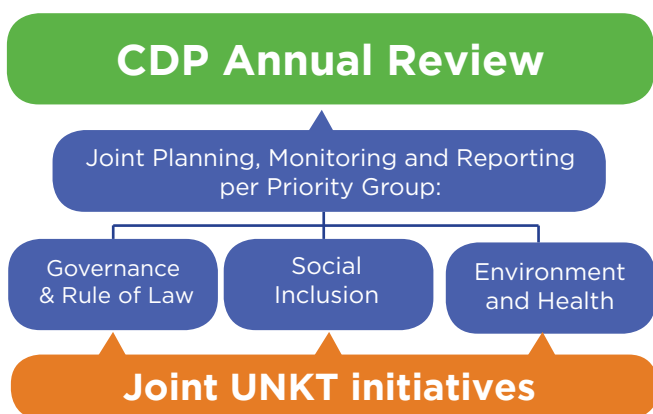 CDP Annual Review
Joint Planning, Monitoring and Reporting
per Priority Group:
Governance
& Rule of Law
Social
Inclusion
Environment
and Health
Joint UNKT initiatives